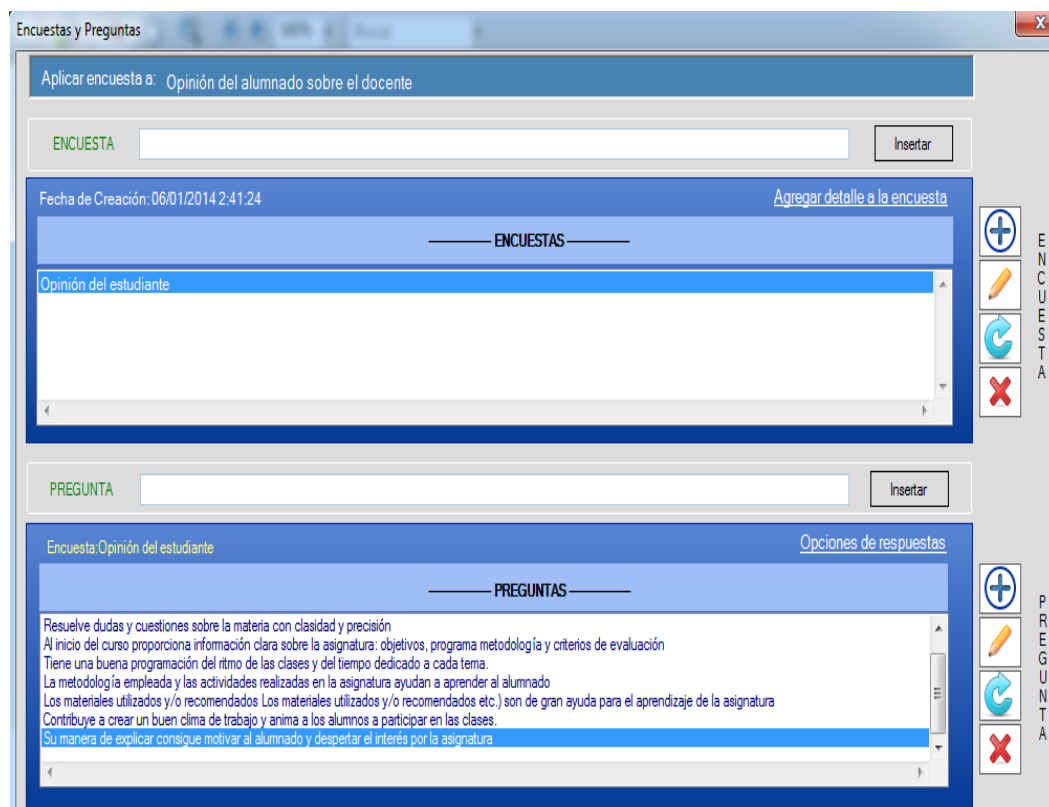 Encuestas y Preguntas
X
Aplicar encuesta a: Opinión del alumnado sobre el docente
ENCUESTA
Insertar
Fecha de Creación: 06/01/2014 2:41:24
Agregar detalle a la encuesta
ENCUESTAS
Opinión del estudiante
ENCUESTA
PREGUNTA
Insertar
Encuesta:Opinión del estudiante
Opciones de respuestas
PREGUNTAS
Resuelve dudas y cuestiones sobre la materia con clasidad y precisión
Al inicio del curso proporciona información clara sobre la asignatura: objetivos, programa metodología y criterios de evaluación
Tiene una buena programación del ritmo de las clases y del tiempo dedicado a cada tema.
La metodología empleada y las actividades realizadas en la asignatura ayudan a aprender al alumnado
Los materiales utilizados y/o recomendados Los materiales utilizados y/o recomendados etc.) son de gran ayuda para el aprendizaje de la asignatura
Contribuye a crear un buen clima de trabajo y anima a los alumnos a participar en las clases.
Su manera de explicar consigue motivar al alumnado y despertar el interés por la asignatura
PREGUNTA